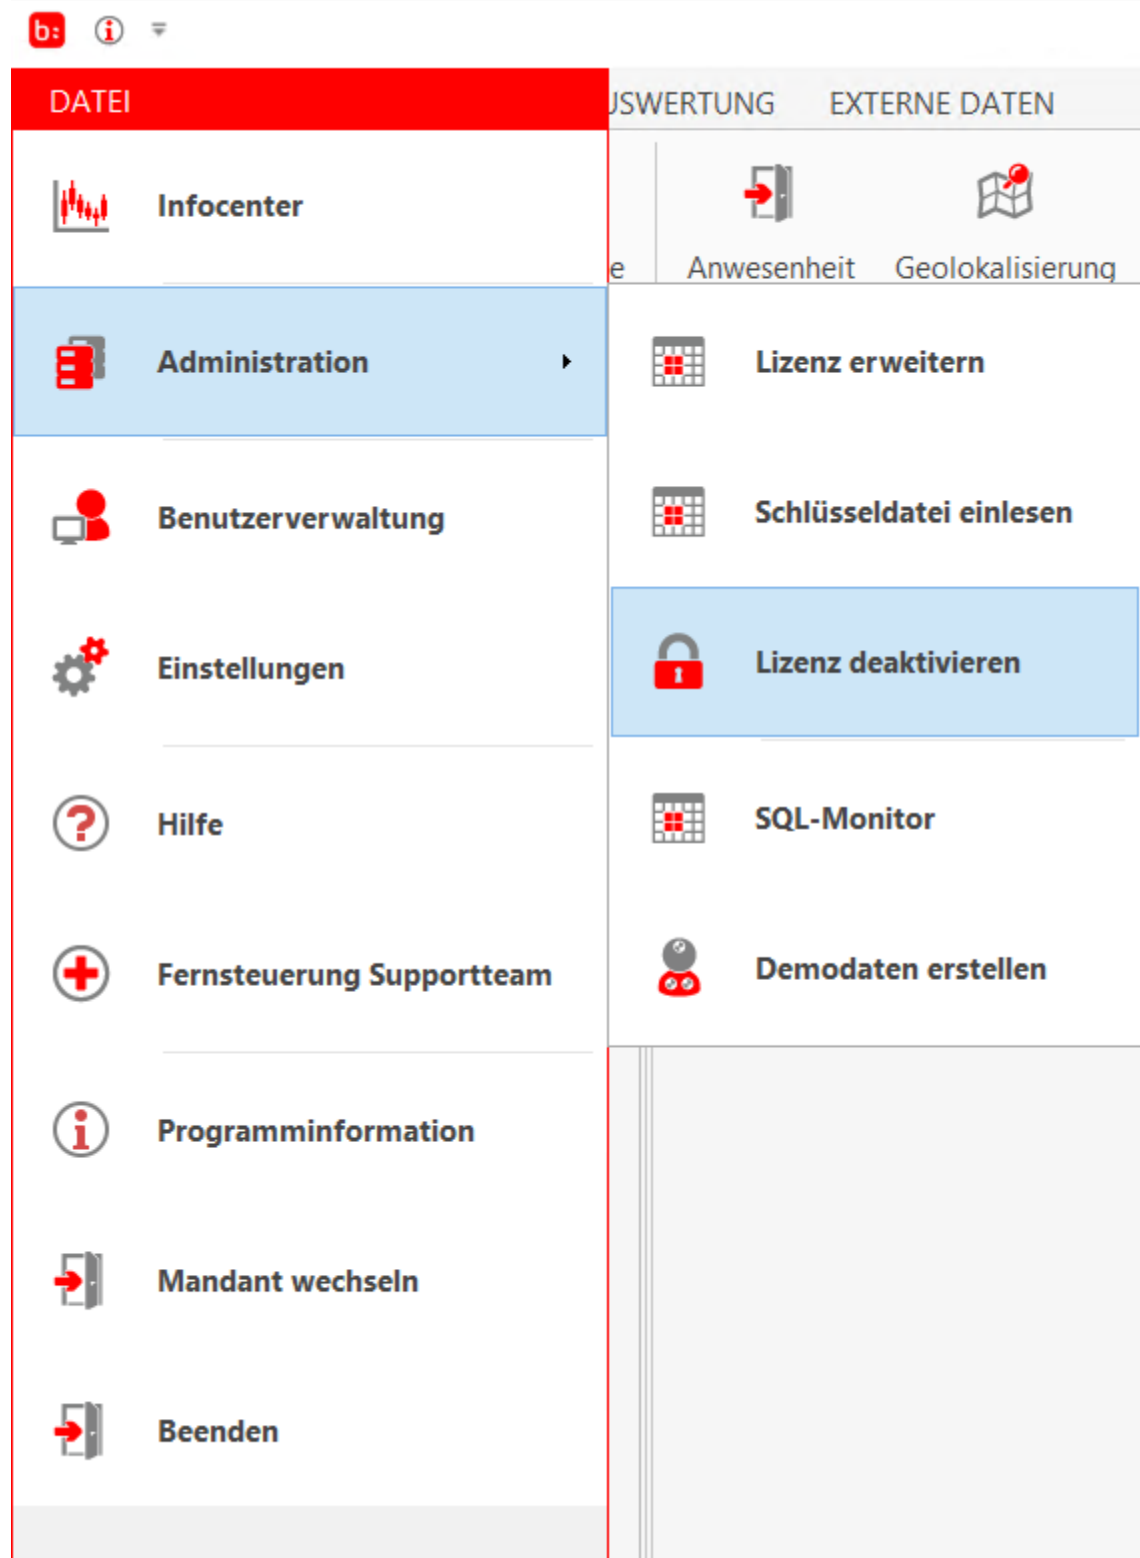 b:
DATEI
USWERTUNG EXTERNE DATEN
Infocenter
e Anwesenheit Geolokalisierung
Administration
Lizenz erweitern
Benutzerverwaltung
Schlüsseldatei einlesen
Einstellungen
Lizenz deaktivieren
Hilfe
SQL-Monitor
Fernsteuerung Supportteam
Demodaten erstellen
Programminformation
Mandant wechseln
Beenden